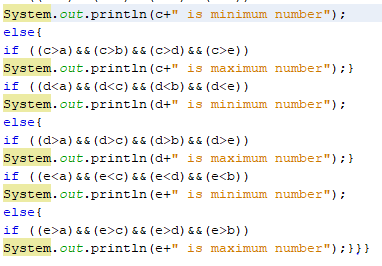 System.out.println(c+" is minimum number");
else{
if ((c>a)&&(c>b)&&(c>d)&&(c>e))
System.out.println(c+" is maximum number");}
if ((d<a)&&(d<c)&&(d<b)&&(d<e))
System.out.println(d+" is minimum number");
else{
if ((d>a)&&(d>c)&&(d>b)&&(d>e))
System.out.println(d+" is maximum number");}
if ((e<a)&&(e<c)&&(e<d)&&(e<b))
System.out.println(e+" is minimum number");
else{
if ((e>a)&&(e>c)&&(e>d)&&(e>b))
System.out.println(e+" is maximum number");}}}